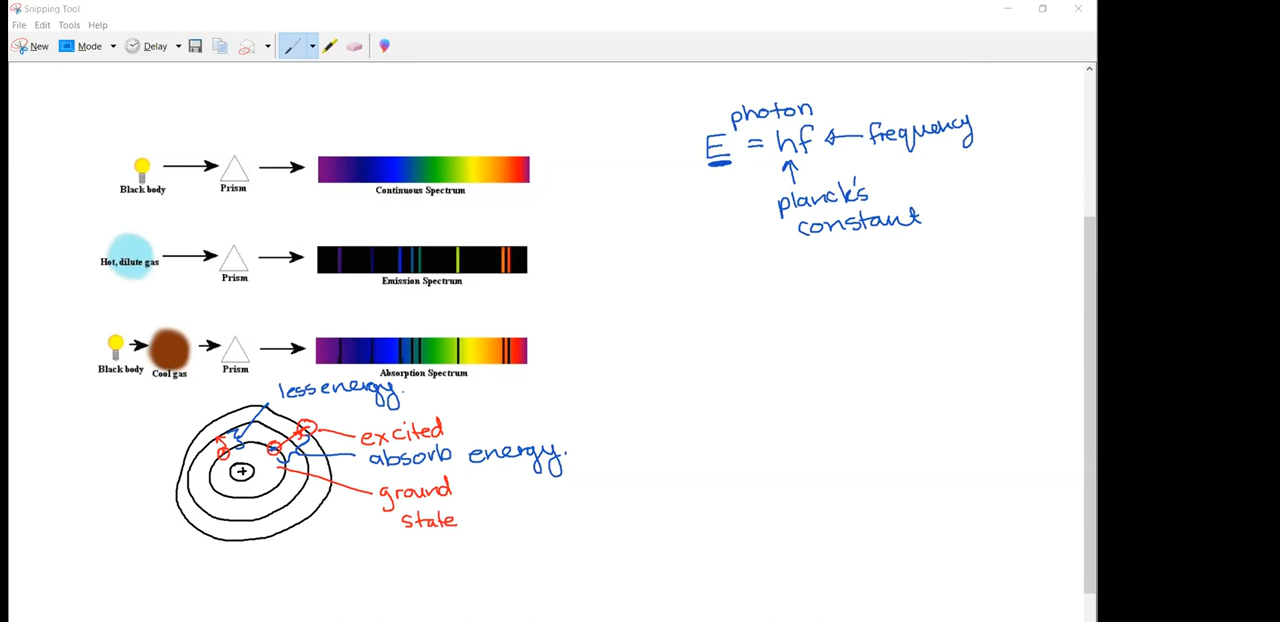 Snipping Tool
File Edit Tools Help
New Mode Delay
photon
E = hf ← frequency
planck's
constant
Black body
Prism
Continuous Spectrum
Hot, dilute gas
Prism
Emission Spectrum
Black body
Cool gas
Prism
Absorption Spectrum
less energy.
excited
absorb energy.
+
ground
state